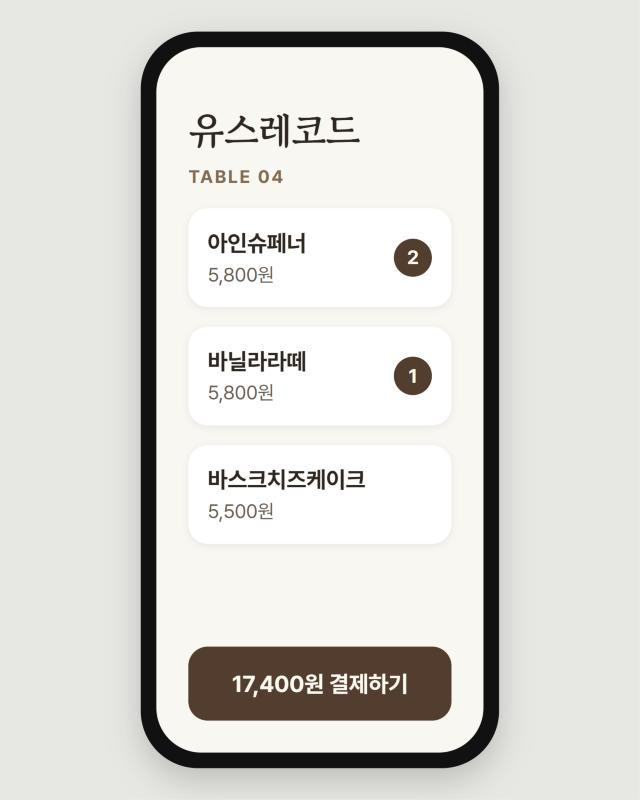 유스레코드
TABLE 04
아인슈페너
5,800원
2
바닐라라떼
5,800원
1
바스크치즈케이크
5,500원
17,400원 결제하기